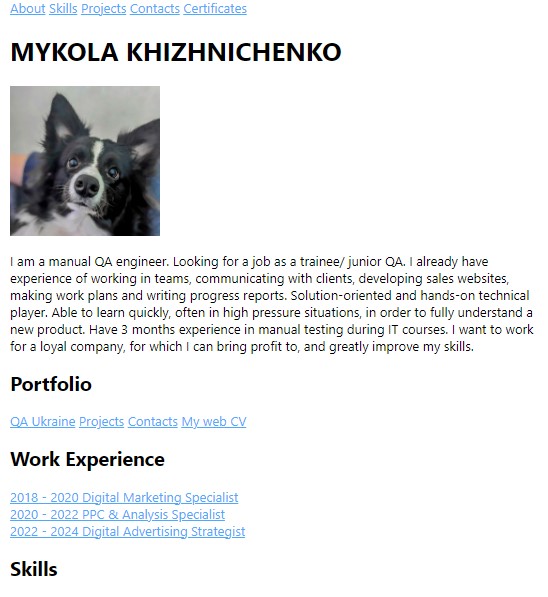 About Skills Projects Contacts Certificates
MYKOLA KHIZHNICHENKO
I am a manual QA engineer. Looking for a job as a trainee/ junior QA. I already have
experience of working in teams, communicating with clients, developing sales websites,
making work plans and writing progress reports. Solution-oriented and hands-on technical
player. Able to learn quickly, often in high pressure situations, in order to fully understand a
new product. Have 3 months experience in manual testing during IT courses. I want to work
for a loyal company, for which I can bring profit to, and greatly improve my skills.
Portfolio
QA Ukraine Projects Contacts My web CV
Work Experience
2018 - 2020 Digital Marketing Specialist
2020 - 2022 PPC & Analysis Specialist
2022 - 2024 Digital Advertising Strategist
Skills